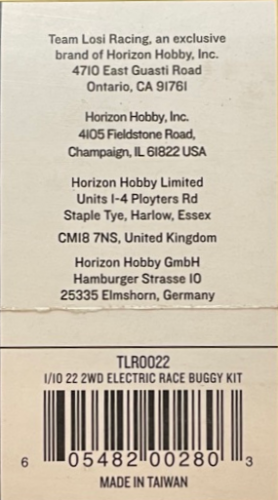 Team Losi Racing, an exclusive
brand of Horizon Hobby, Inc.
4710 East Guasti Road
Ontario, CA 91761
Horizon Hobby, Inc.
4105 Fieldstone Road,
Champaign, IL 61822 USA
Horizon Hobby Limited
Units 1-4 Ployters Rd
Staple Tye, Harlow, Essex
CM18 7NS, United Kingdom
Horizon Hobby GmbH
Hamburger Strasse 10
25335 Elmshorn, Germany
TLR0022
1/10 22 2WD ELECTRIC RACE BUGGY KIT
6 05482 00280 3
MADE IN TAIWAN